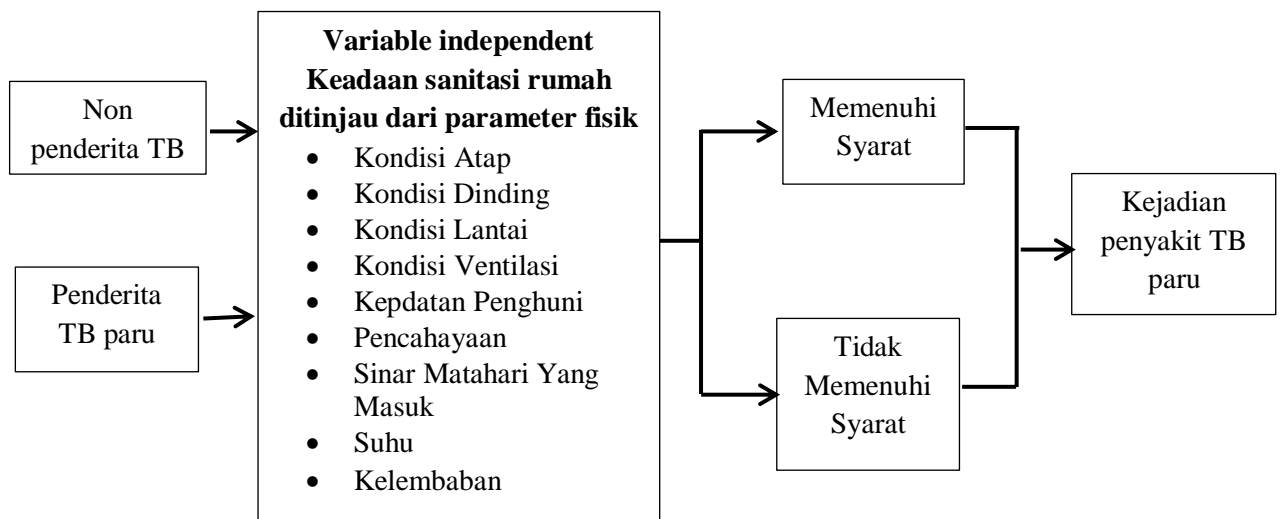 Non
penderita TB
Penderita
TB paru
Variable independent
Keadaan sanitasi rumah
ditinjau dari parameter fisik
• Kondisi Atap
• Kondisi Dinding
• Kondisi Lantai
• Kondisi Ventilasi
• Kepdatan Penghuni
• Pencahayaan
• Sinar Matahari Yang
Masuk
• Suhu
• Kelembaban
Memenuhi
Syarat
Tidak
Memenuhi
Syarat
Kejadian
penyakit TB
paru